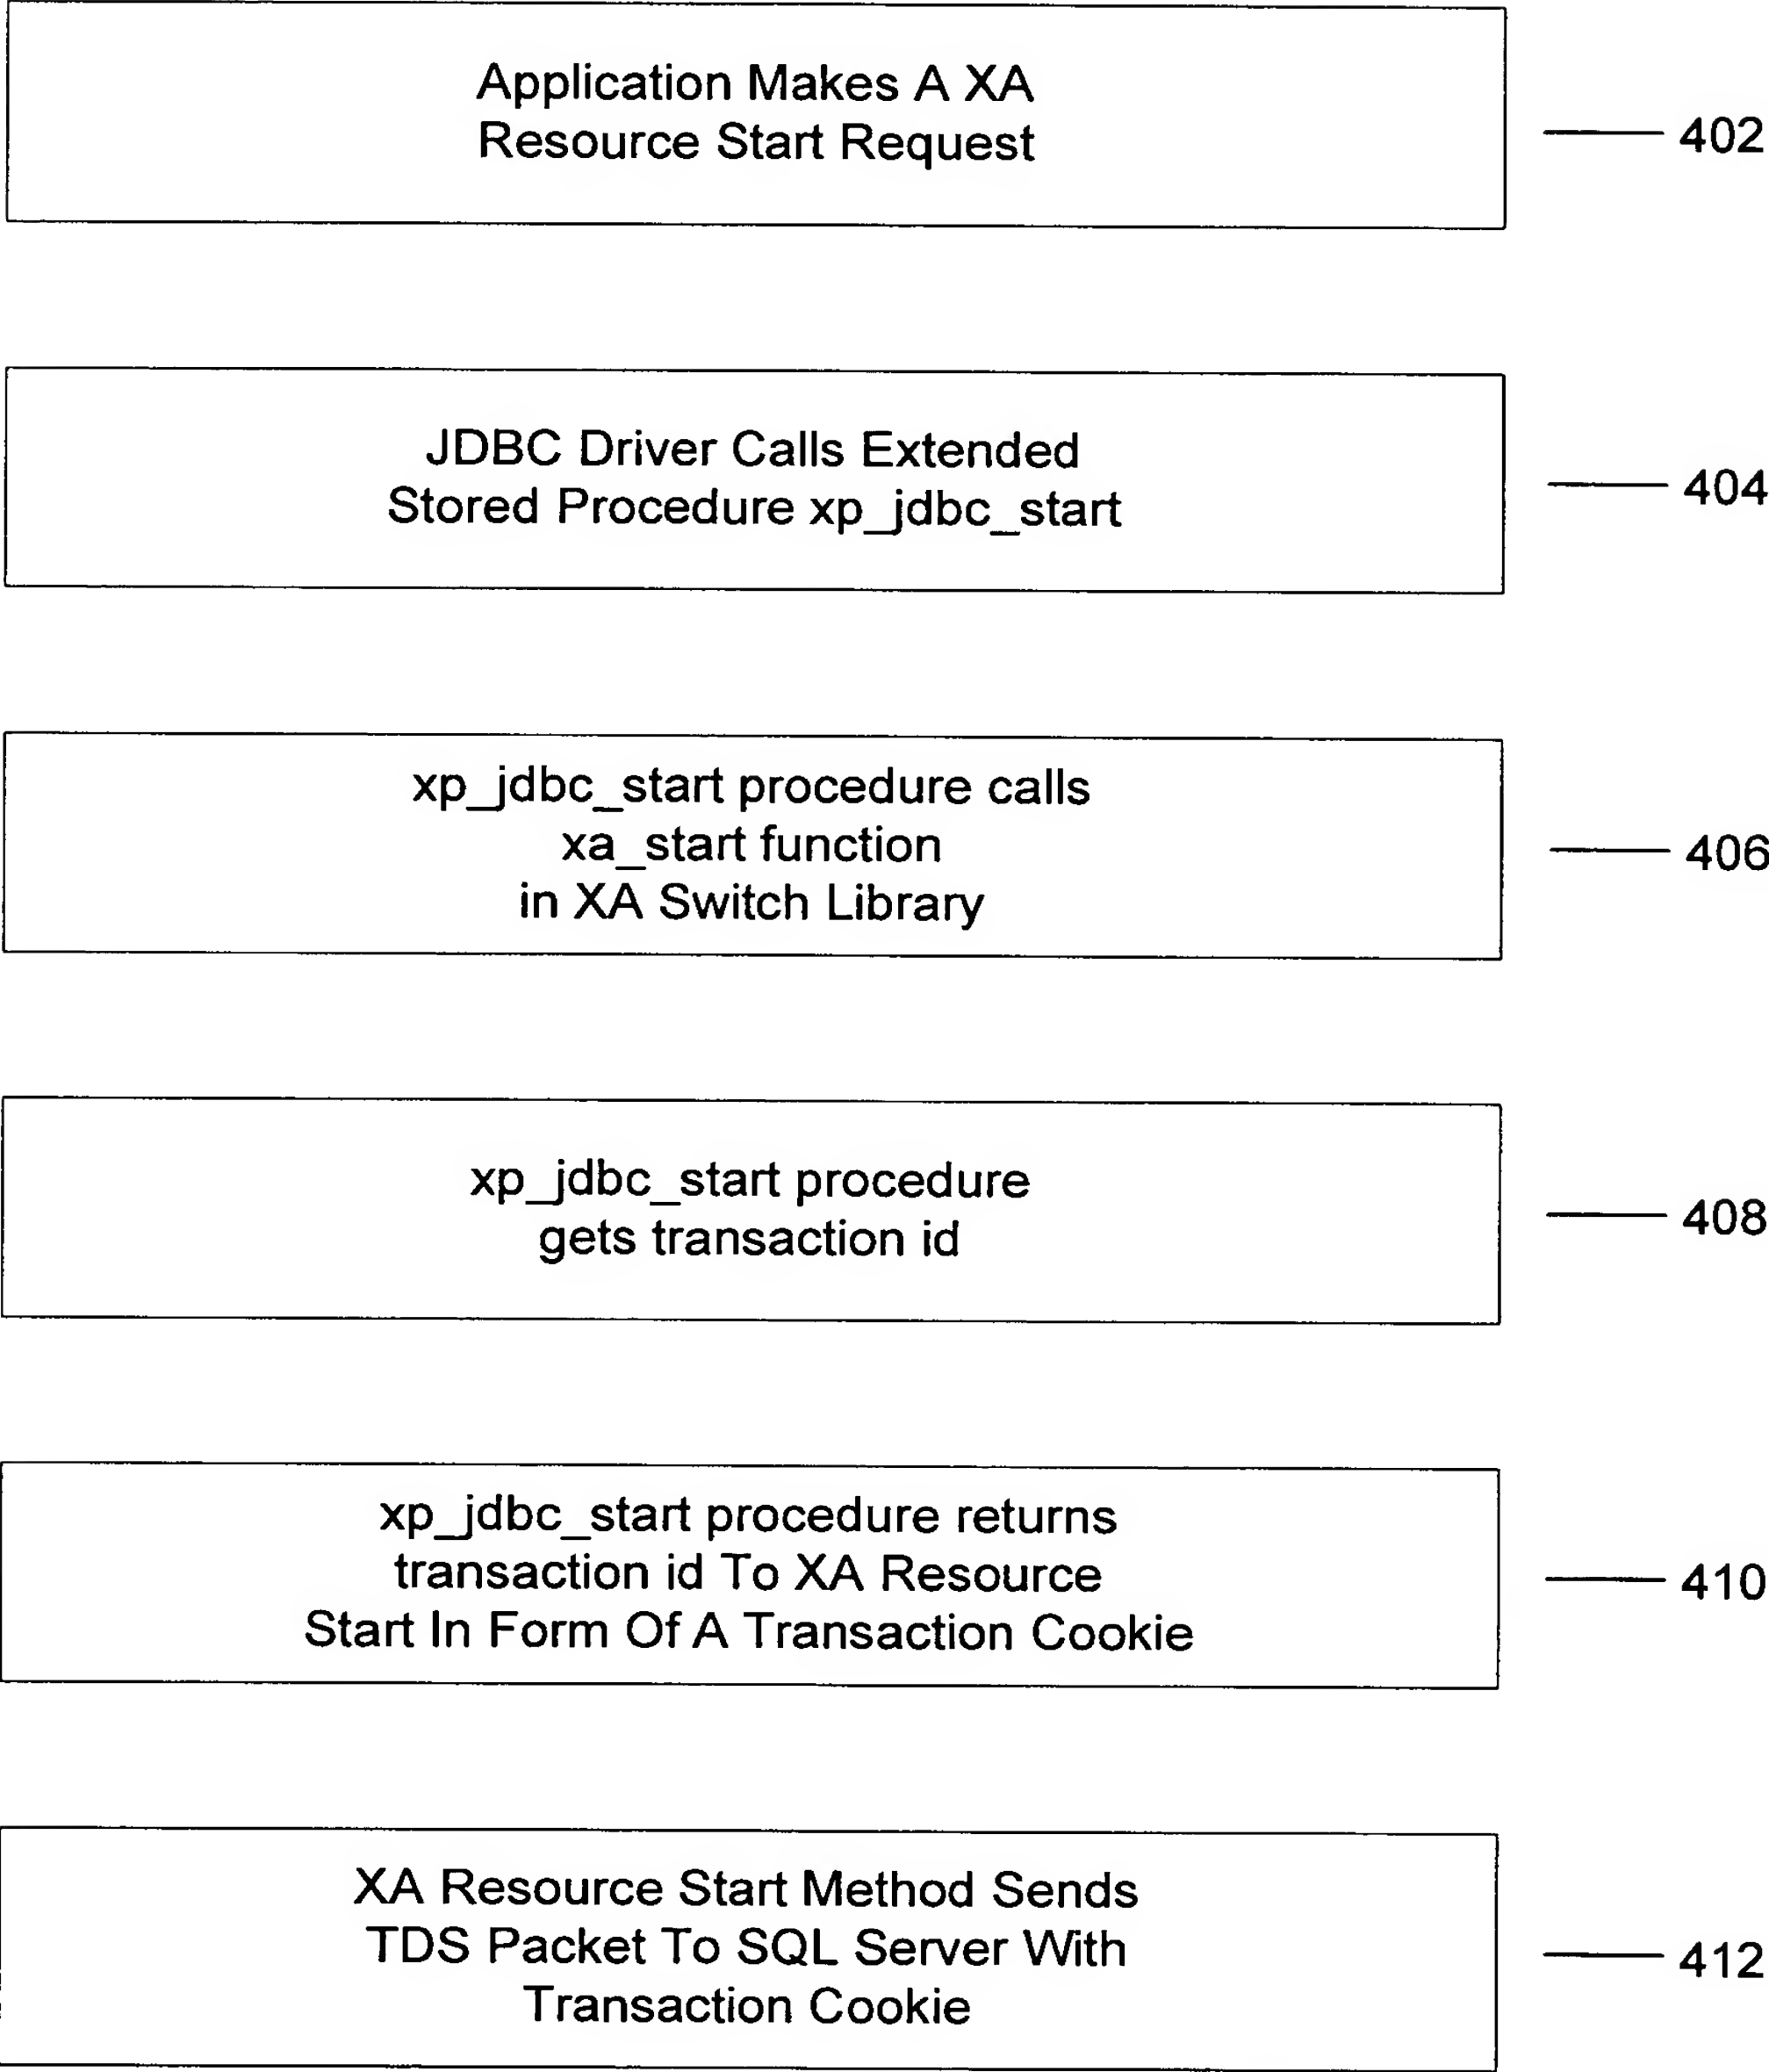 Application Makes A XA
Resource Start Request
402
JDBC Driver Calls Extended
Stored Procedure xp_jdbc_start
404
xp_jdbc_start procedure calls
xa_start function
in XA Switch Library
406
xp_jdbc_start procedure
gets transaction id
408
xp_jdbc_start procedure returns
transaction id To XA Resource
Start In Form Of A Transaction Cookie
410
XA Resource Start Method Sends
TDS Packet To SQL Server With
Transaction Cookie
412